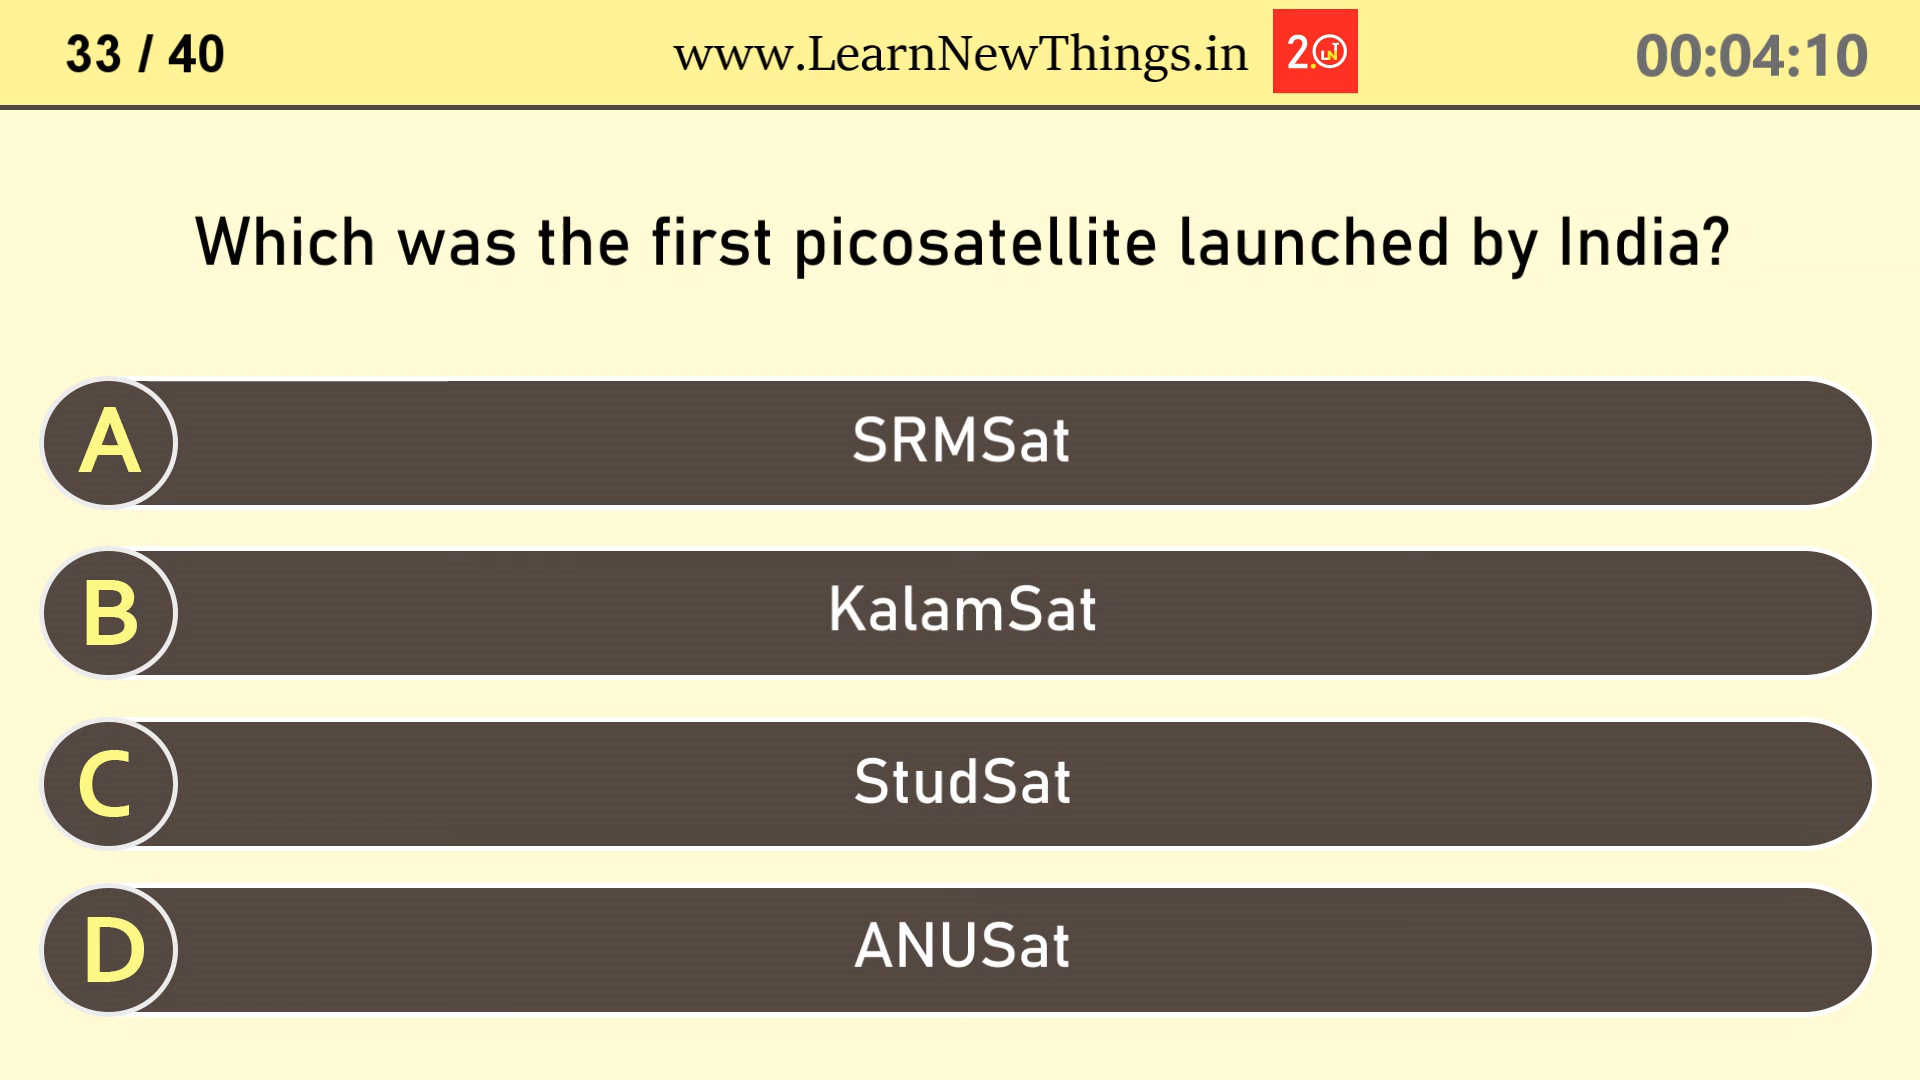 33 / 40
www.LearnNewThings.in
2.LNT
00:04:10
Which was the first picosatellite launched by India?
A
SRMSat
B
KalamSat
C
StudSat
D
ANUSat